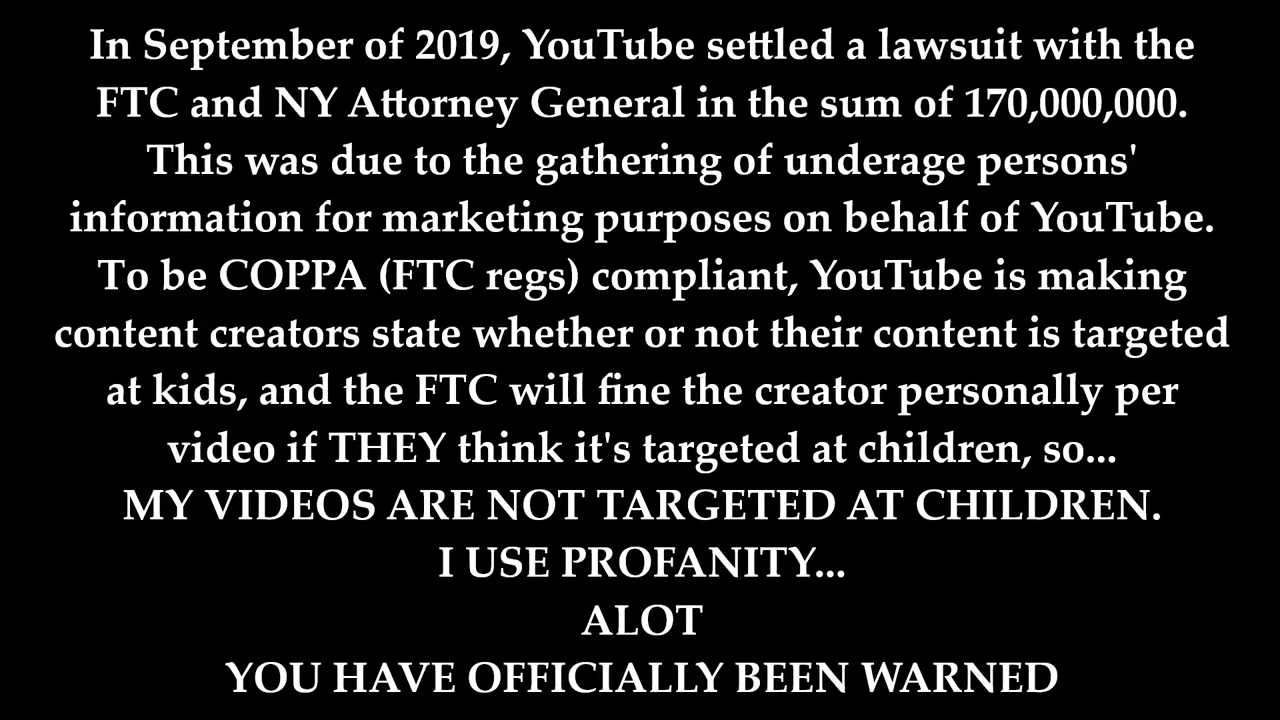 In September of 2019, YouTube settled a lawsuit with the
FTC and NY Attorney General in the sum of 170,000,000.
This was due to the gathering of underage persons'
information for marketing purposes on behalf of YouTube.
To be COPPA (FTC regs) compliant, YouTube is making
content creators state whether or not their content is targeted
at kids, and the FTC will fine the creator personally per
video if THEY think it's targeted at children, so...
MY VIDEOS ARE NOT TARGETED AT CHILDREN.
I USE PROFANITY...
ALOT
YOU HAVE OFFICIALLY BEEN WARNED